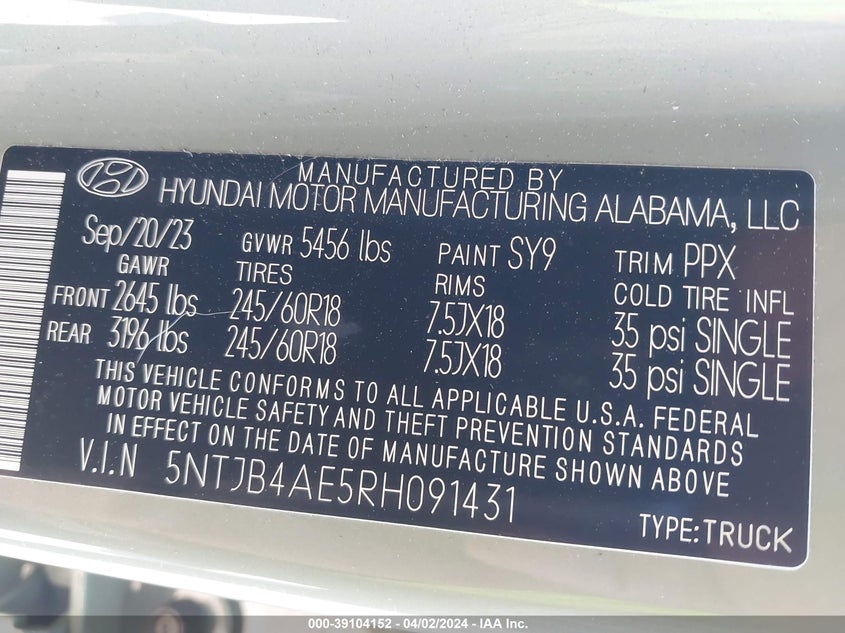 MANUFACTURED BY
HYUNDAI MOTOR MANUFACTURING ALABAMA, LLC
Sep/20/23 GVWR 5456 lbs PAINT SY9 TRIM PPX
GAWR TIRES RIMS COLD TIRE INFL
FRONT 2645 lbs 245/60R18 7.5JX18 35 psi SINGLE
REAR 3196 lbs 245/60R18 7.5JX18 35 psi SINGLE
THIS VEHICLE CONFORMS TO ALL APPLICABLE U.S.A. FEDERAL
MOTOR VEHICLE SAFETY AND THEFT PREVENTION STANDARDS
IN EFFECT ON THE DATE OF MANUFACTURE SHOWN ABOVE
V.I.N 5NTJB4AE5RH091431
TYPE:TRUCK
000-39104152 - 04/02/2024 - IAA Inc.